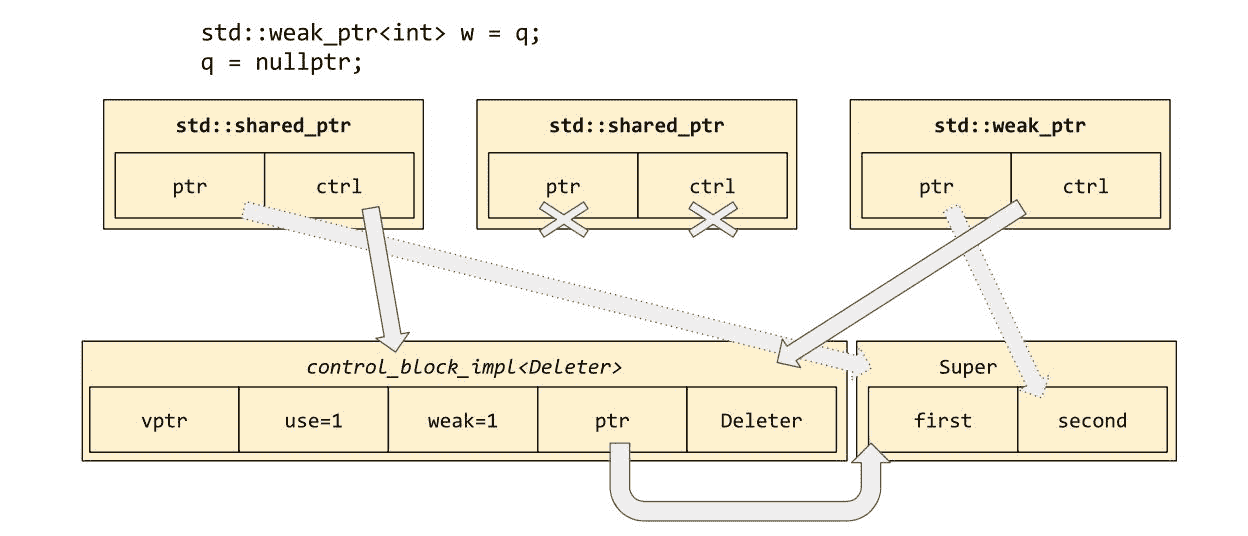 std::weak_ptr<int> w = q;
q = nullptr;
std::shared_ptr
std::shared_ptr
std::weak_ptr
ptr
ctrl
ptr
ctrl
ptr
ctrl
control_block_impl<Deleter>
Super
vptr
use=1
weak=1
ptr
Deleter
first
second